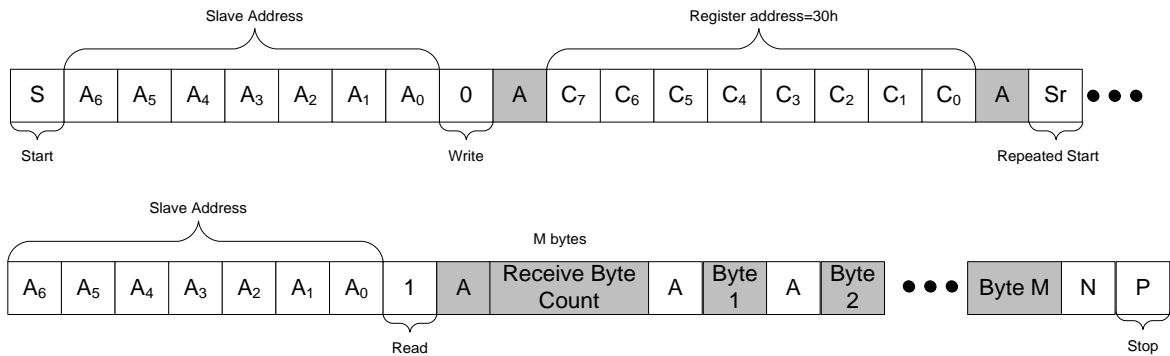 Slave Address Register address=30h
S A6 A5 A4 A3 A2 A1 A0 0 A C7 C6 C5 C4 C3 C2 C1 C0 A Sr
Start Write Repeated Start
Slave Address
M bytes
A6 A5 A4 A3 A2 A1 A0 1 A Receive Byte Count A Byte 1 A Byte 2 Byte M N P
Read Stop